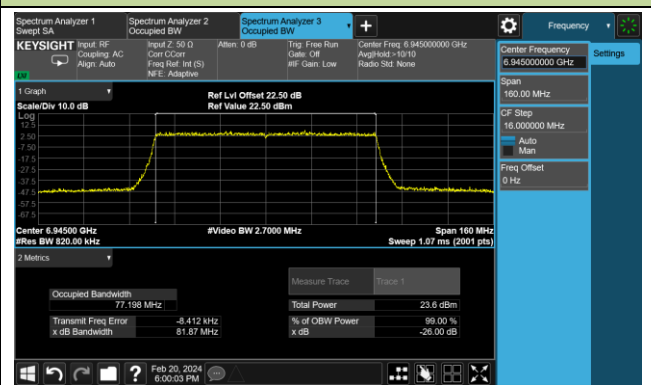 Spectrum Analyzer 1
Swept SA
Spectrum Analyzer 2
Occupied BW
Spectrum Analyzer 3
Occupied BW
+
Frequency
KEYSIGHT
Input: RF
Coupling: AC
Align: Auto
Input Z: 50 Ω
Corr CCorr
Freq Ref: Int (S)
NFE: Adaptive
Atten: 0 dB
Trig: Free Run
Gate: Off
#IF Gain: Low
Center Freq: 6.945000000 GHz
Avg|Hold:>10/10
Radio Std: None
Center Frequency
6.945000000 GHz
Settings
Span
160.00 MHz
CF Step
16.000000 MHz
Auto
Man
Freq Offset
0 Hz
1 Graph
Scale/Div 10.0 dB
Ref Lvl Offset 22.50 dB
Ref Value 22.50 dBm
Log
12.5
2.50
-7.50
-17.5
-27.5
-37.5
-47.5
-57.5
-67.5
Center 6.94500 GHz
#Res BW 820.00 kHz
#Video BW 2.7000 MHz
Span 160 MHz
Sweep 1.07 ms (2001 pts)
2 Metrics
Measure Trace Trace 1
Occupied Bandwidth
77.198 MHz
Total Power 23.6 dBm
Transmit Freq Error -8.412 kHz
% of OBW Power 99.00 %
x dB Bandwidth 81.87 MHz
x dB -26.00 dB
?
Feb 20, 2024
6:00:03 PM